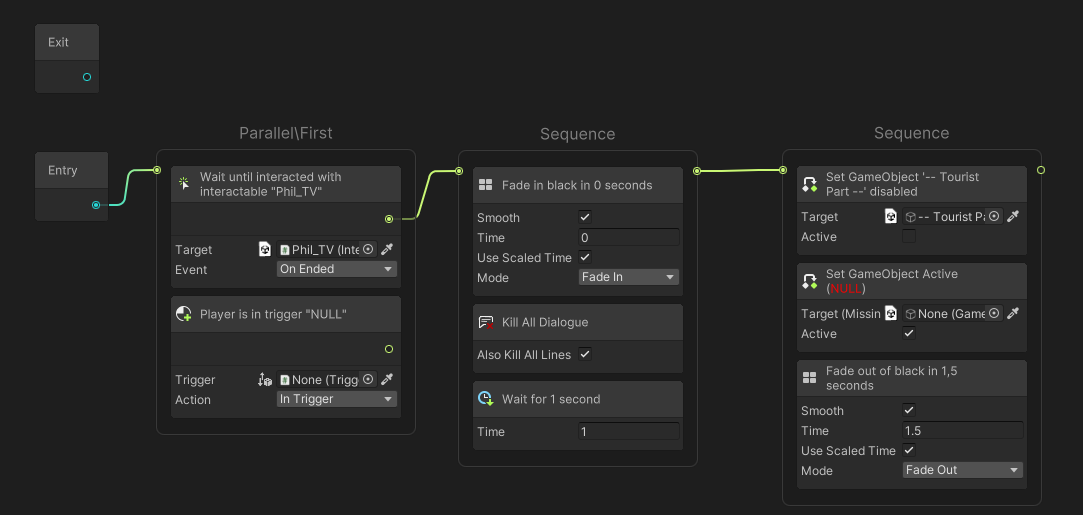 Exit
Entry
Parallel\First
Wait until interacted with
interactable "Phil_TV"
Target
Phil_TV (Inte
Event
On Ended
Player is in trigger "NULL"
Trigger
None (Trigg
Action
In Trigger
Sequence
Fade in black in 0 seconds
Smooth
Time
0
Use Scaled Time
Mode
Fade In
Kill All Dialogue
Also Kill All Lines
Wait for 1 second
Time
1
Sequence
Set GameObject '-- Tourist
Part --' disabled
Target
-- Tourist Pa
Active
Set GameObject Active
(NULL)
Target (Missin
None (Game
Active
Fade out of black in 1,5
seconds
Smooth
Time
1.5
Use Scaled Time
Mode
Fade Out